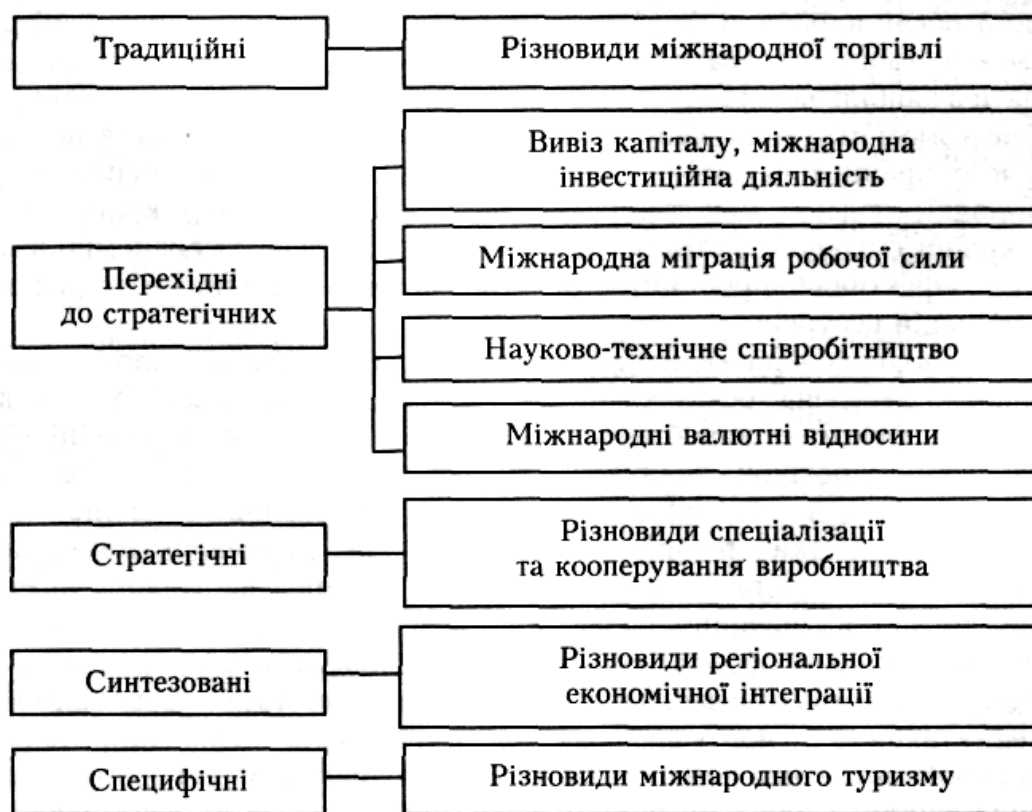 Традиційні
Різновиди міжнародної торгівлі
Вивіз капіталу, міжнародна
інвестиційна діяльність
Перехідні
до стратегічних
Міжнародна міграція робочої сили
Науково-технічне співробітництво
Міжнародні валютні відносини
Стратегічні
Різновиди спеціалізації
та кооперування виробництва
Синтезовані
Різновиди регіональної
економічної інтеграції
Специфічні
Різновиди міжнародного туризму